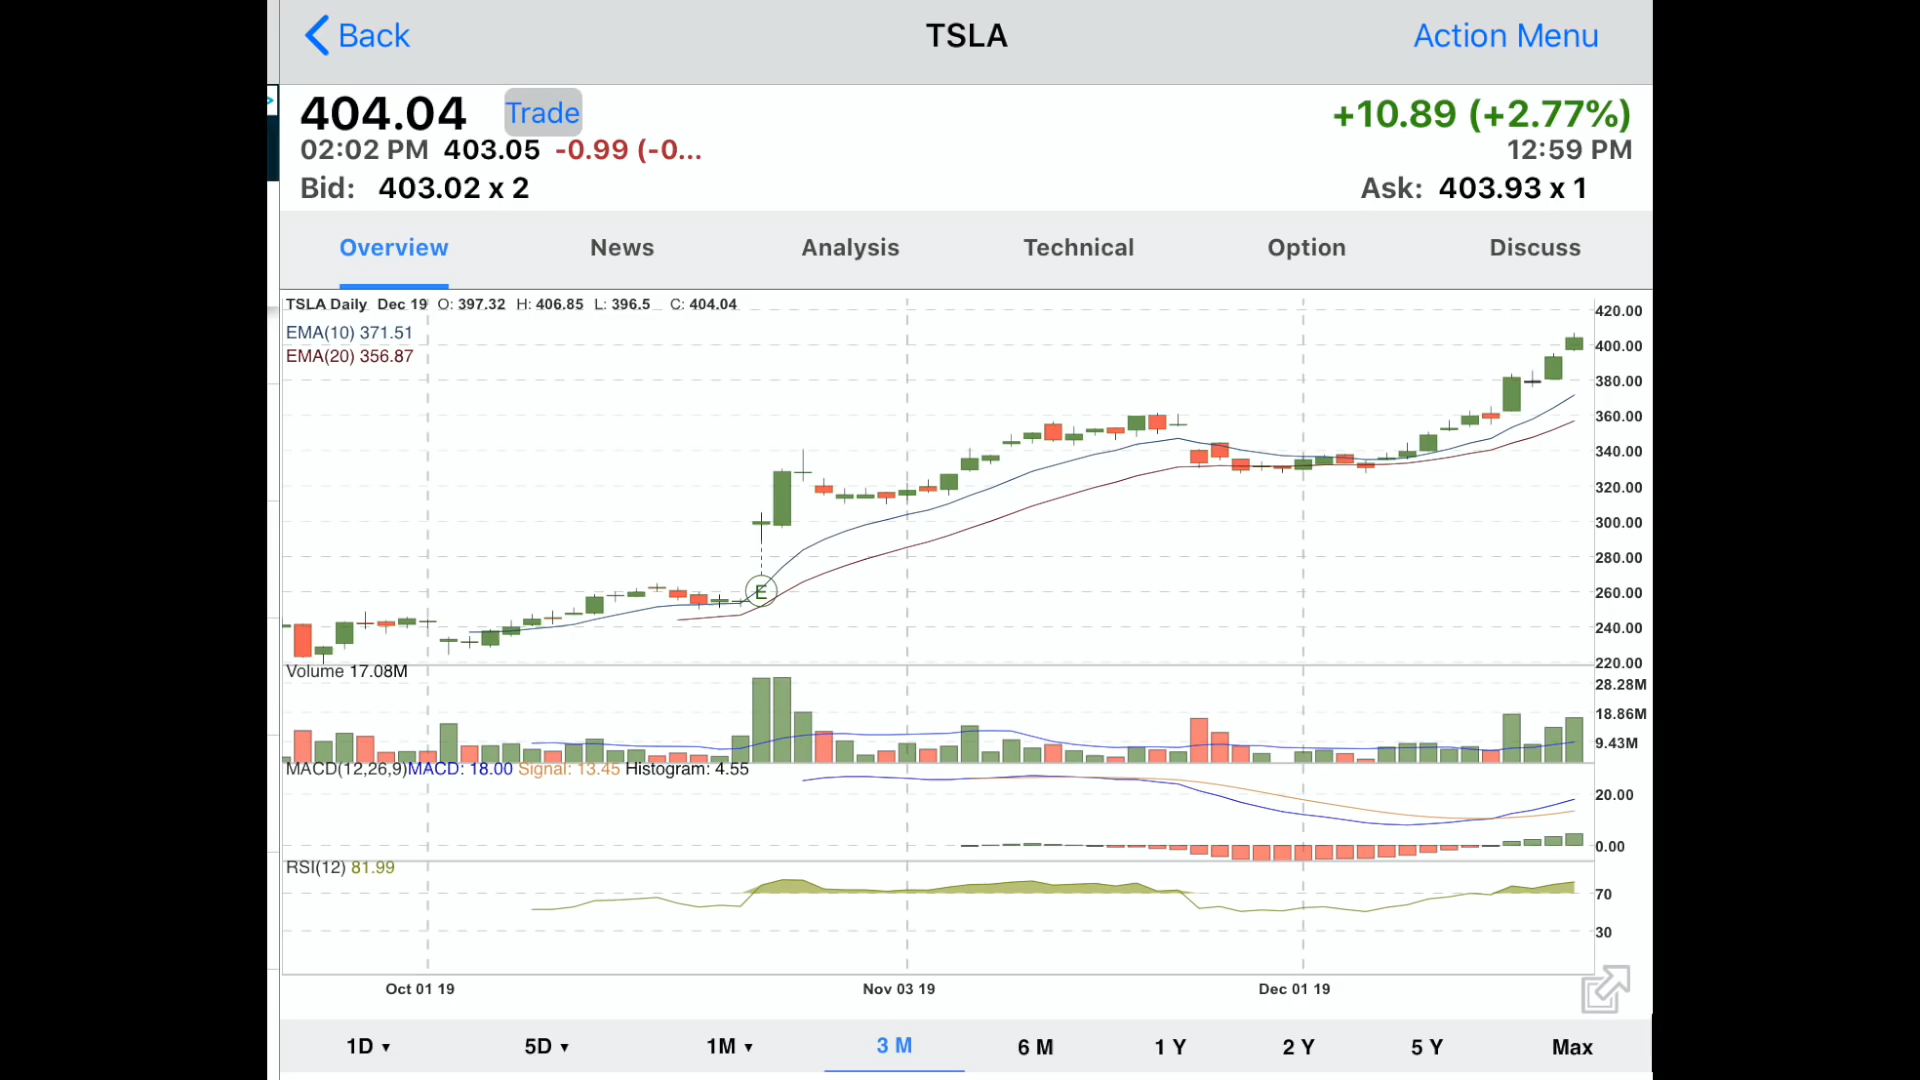 Back
TSLA
Action Menu
404.04
Trade
+10.89 (+2.77%)
02:02 PM 403.05 -0.99 (-0...
12:59 PM
Bid: 403.02 x 2
Ask: 403.93 x 1
Overview
News
Analysis
Technical
Option
Discuss
TSLA Daily Dec 19 O: 397.32 H: 406.85 L: 396.5 C: 404.04
EMA(10) 371.51
EMA(20) 356.87
420.00
400.00
380.00
360.00
340.00
320.00
300.00
280.00
260.00
240.00
220.00
E
Volume 17.08M
28.28M
18.86M
9.43M
MACD(12,26,9)MACD: 18.00 Signal: 13.45 Histogram: 4.55
20.00
0.00
RSI(12) 81.99
70
30
Oct 01 19
Nov 03 19
Dec 01 19
1D ▼
5D ▼
1M ▼
3 M
6 M
1 Y
2 Y
5 Y
Max